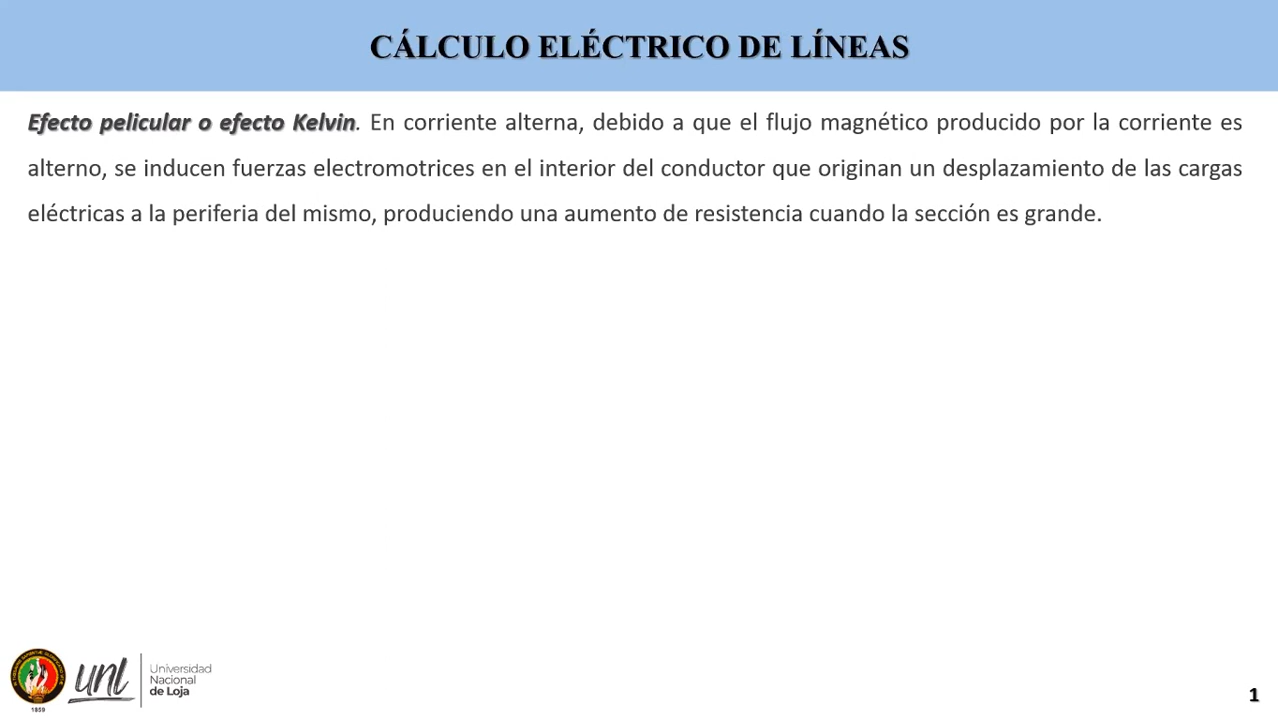 CÁLCULO ELÉCTRICO DE LÍNEAS
Efecto pelicular o efecto Kelvin. En corriente alterna, debido a que el flujo magnético producido por la corriente es
alterno, se inducen fuerzas electromotrices en el interior del conductor que originan un desplazamiento de las cargas
eléctricas a la periferia del mismo, produciendo una aumento de resistencia cuando la sección es grande.
unl
Universidad
Nacional
de Loja
1859
1